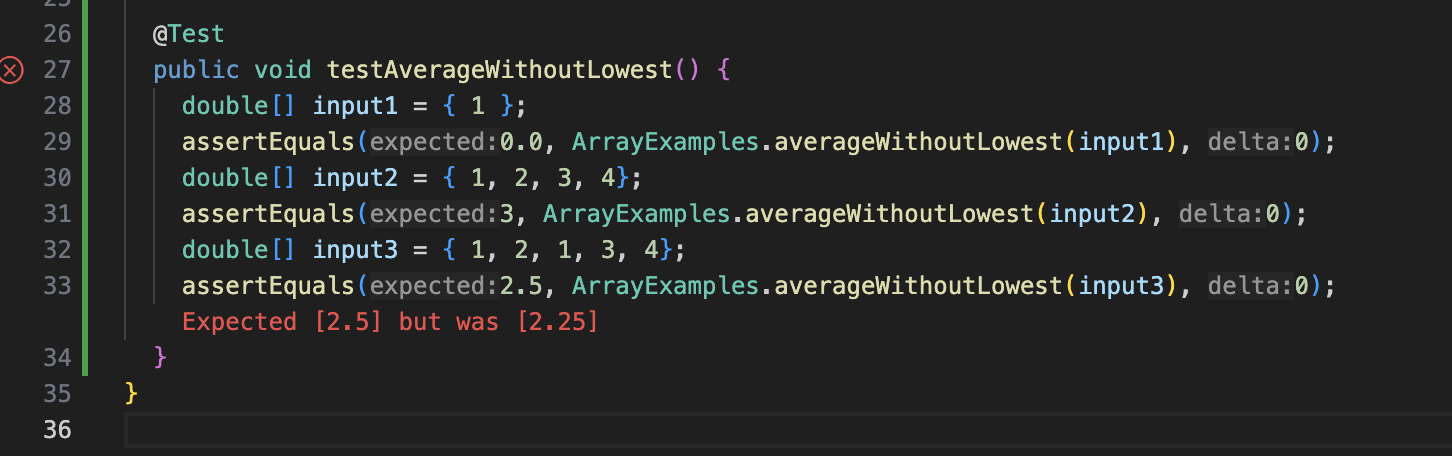 25
26 @Test
27 public void testAverageWithoutLowest() {
28 double[] input1 = { 1 };
29 assertEquals(expected:0.0, ArrayExamples.averageWithoutLowest(input1), delta:0);
30 double[] input2 = { 1, 2, 3, 4};
31 assertEquals(expected:3, ArrayExamples.averageWithoutLowest(input2), delta:0);
32 double[] input3 = { 1, 2, 1, 3, 4};
33 assertEquals(expected:2.5, ArrayExamples.averageWithoutLowest(input3), delta:0);
Expected [2.5] but was [2.25]
34 }
35 }
36